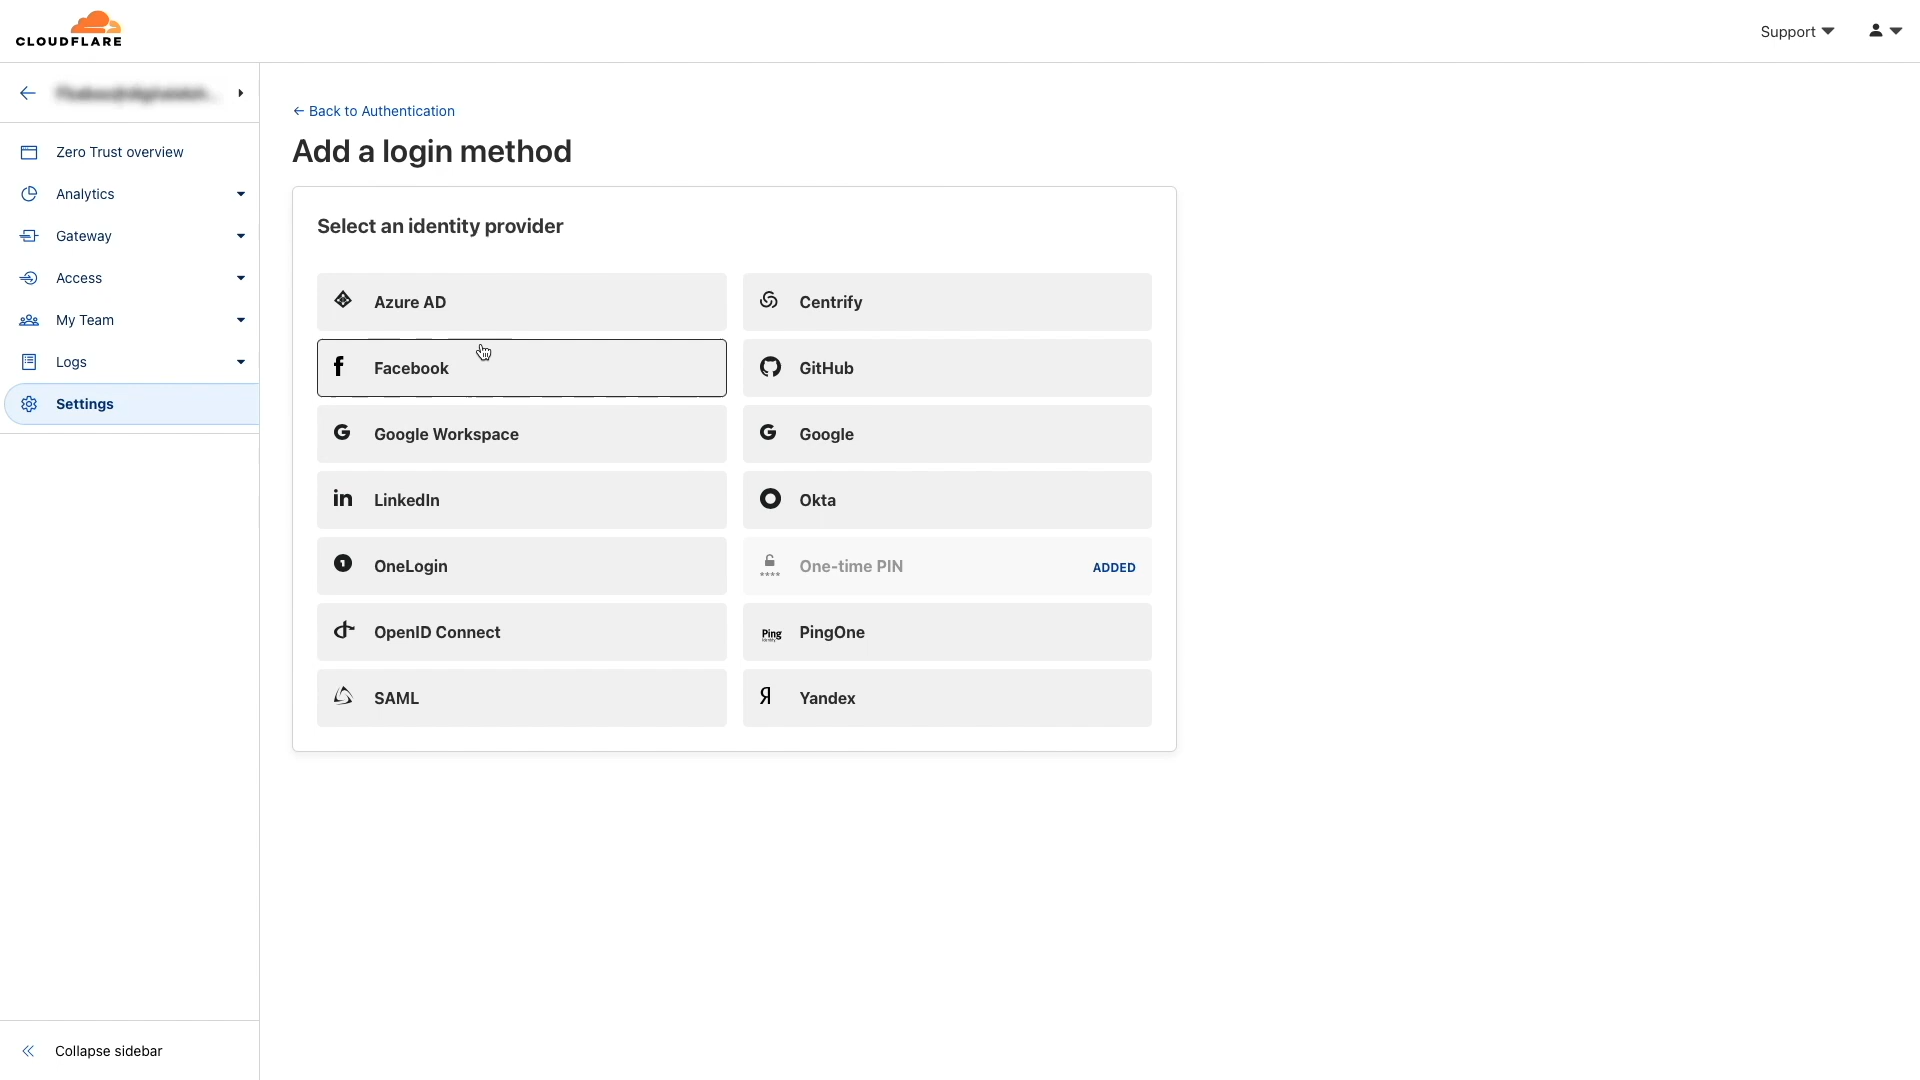 CLOUDFLARE
Support
Zero Trust overview
Analytics
Gateway
Access
My Team
Logs
Settings
Collapse sidebar
← Back to Authentication
Add a login method
Select an identity provider
Azure AD
Centrify
Facebook
GitHub
Google Workspace
Google
LinkedIn
Okta
OneLogin
One-time PIN ADDED
OpenID Connect
Ping PingOne
SAML
Yandex